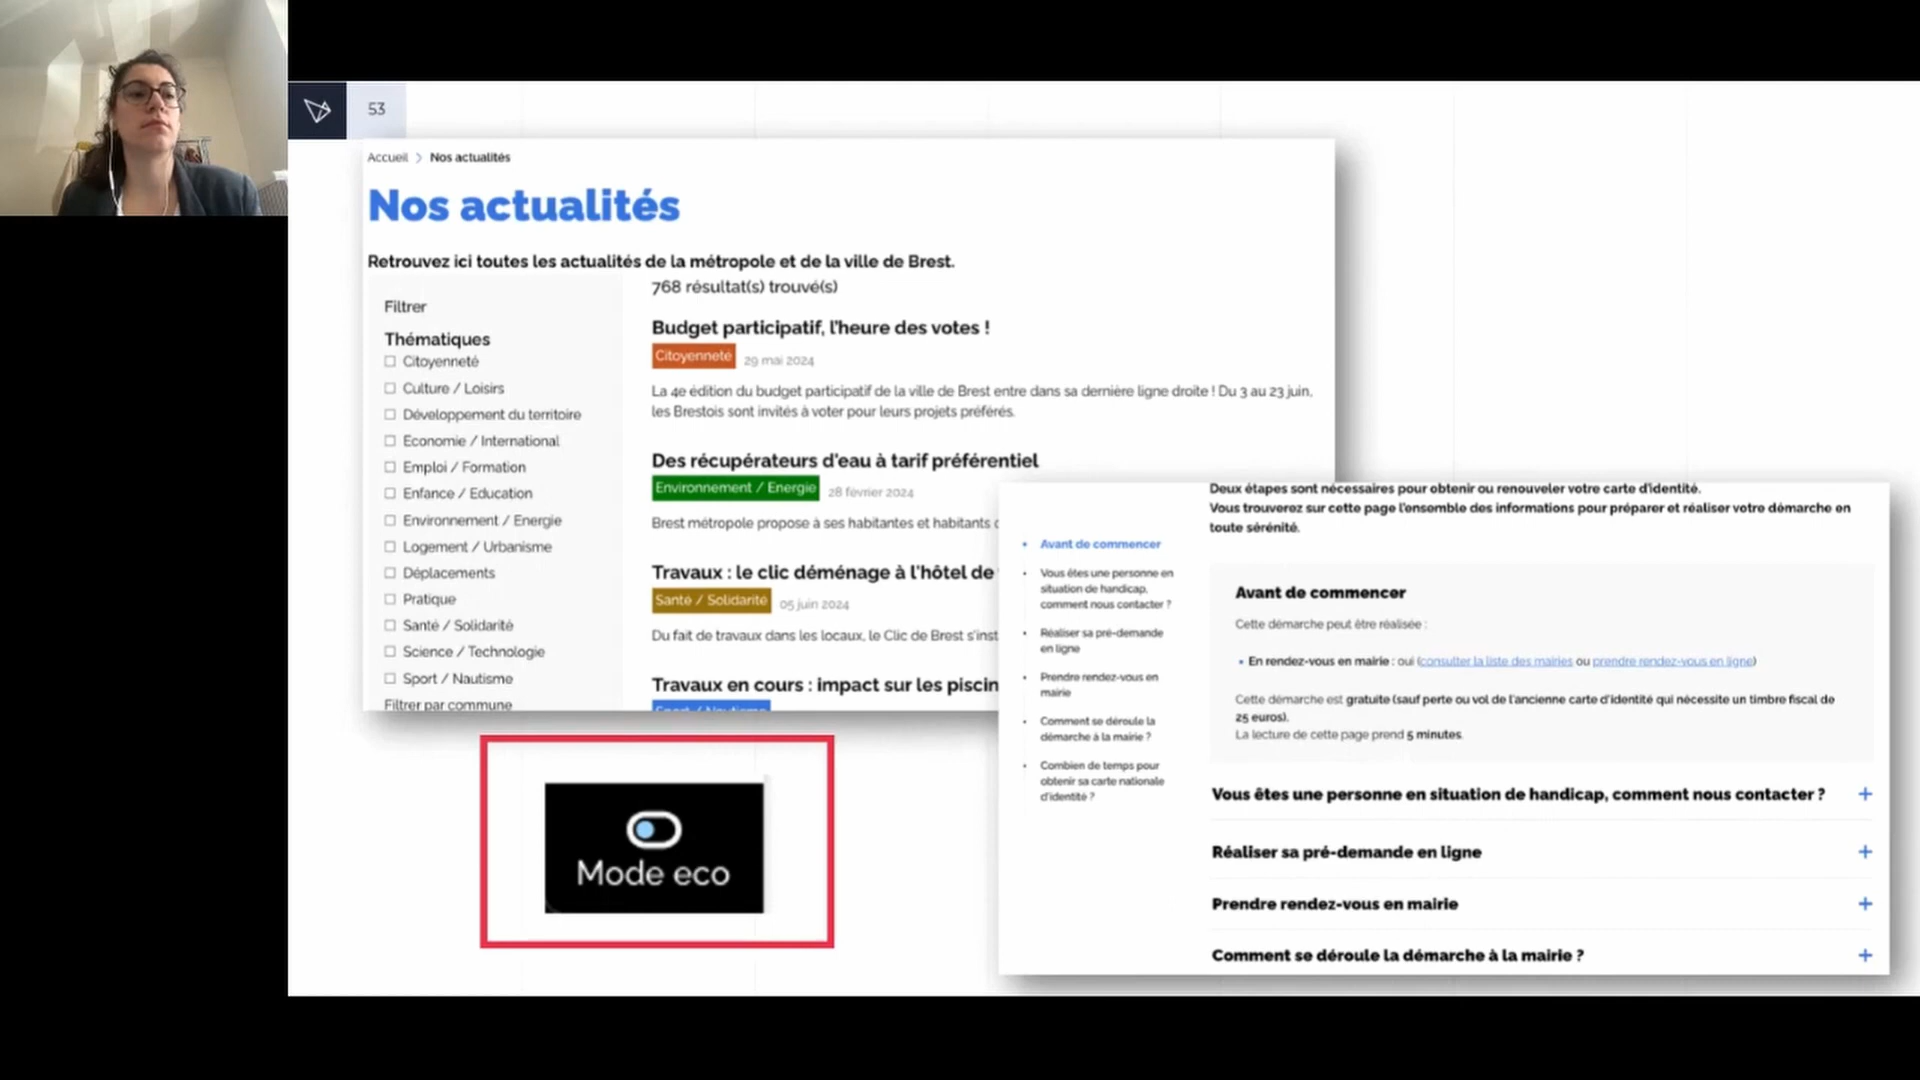 53
Accueil > Nos actualités
Nos actualités
Retrouvez ici toutes les actualités de la métropole et de la ville de Brest.
768 résultat(s) trouvé(s)
Filtrer
Thématiques
Citoyenneté
Culture / Loisirs
Développement du territoire
Economie / International
Emploi / Formation
Enfance / Education
Environnement / Energie
Logement / Urbanisme
Déplacements
Pratique
Santé / Solidarité
Science / Technologie
Sport / Nautisme
Filtrer par commune
Budget participatif, l'heure des votes !
Citoyenneté 29 mai 2024
La 4e édition du budget participatif de la ville de Brest entre dans sa dernière ligne droite ! Du 3 au 23 juin,
les Brestois sont invités à voter pour leurs projets préférés.
Des récupérateurs d'eau à tarif préférentiel
Environnement / Energie 28 février 2024
Brest métropole propose à ses habitantes et habitants
Travaux : le clic déménage à l'hôtel de
Santé / Solidarité 05 juin 2024
Du fait de travaux dans les locaux, le Clic de Brest s'inst
Travaux en cours : impact sur les piscin
Sport / Nautisme
Mode eco
Deux étapes sont nécessaires pour obtenir ou renouveler votre carte d'identité.
Vous trouverez sur cette page l'ensemble des informations pour préparer et réaliser votre démarche en
toute sérénité.
• Avant de commencer
• Vous êtes une personne en
situation de handicap,
comment nous contacter ?
• Réaliser sa pré-demande
en ligne
• Prendre rendez-vous en
mairie
• Comment se déroule la
démarche à la mairie ?
• Combien de temps pour
obtenir sa carte nationale
d'identité ?
Avant de commencer
Cette démarche peut être réalisée :
• En rendez-vous en mairie : oui (consulter la liste des mairies ou prendre rendez-vous en ligne)
Cette démarche est gratuite (sauf perte ou vol de l'ancienne carte d'identité qui nécessite un timbre fiscal de
25 euros).
La lecture de cette page prend 5 minutes.
Vous êtes une personne en situation de handicap, comment nous contacter ? +
Réaliser sa pré-demande en ligne +
Prendre rendez-vous en mairie +
Comment se déroule la démarche à la mairie ? +